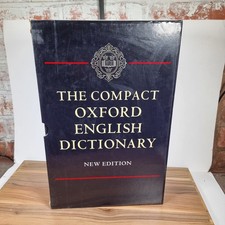 THE COMPACT
OXFORD
ENGLISH
DICTIONARY
NEW EDITION